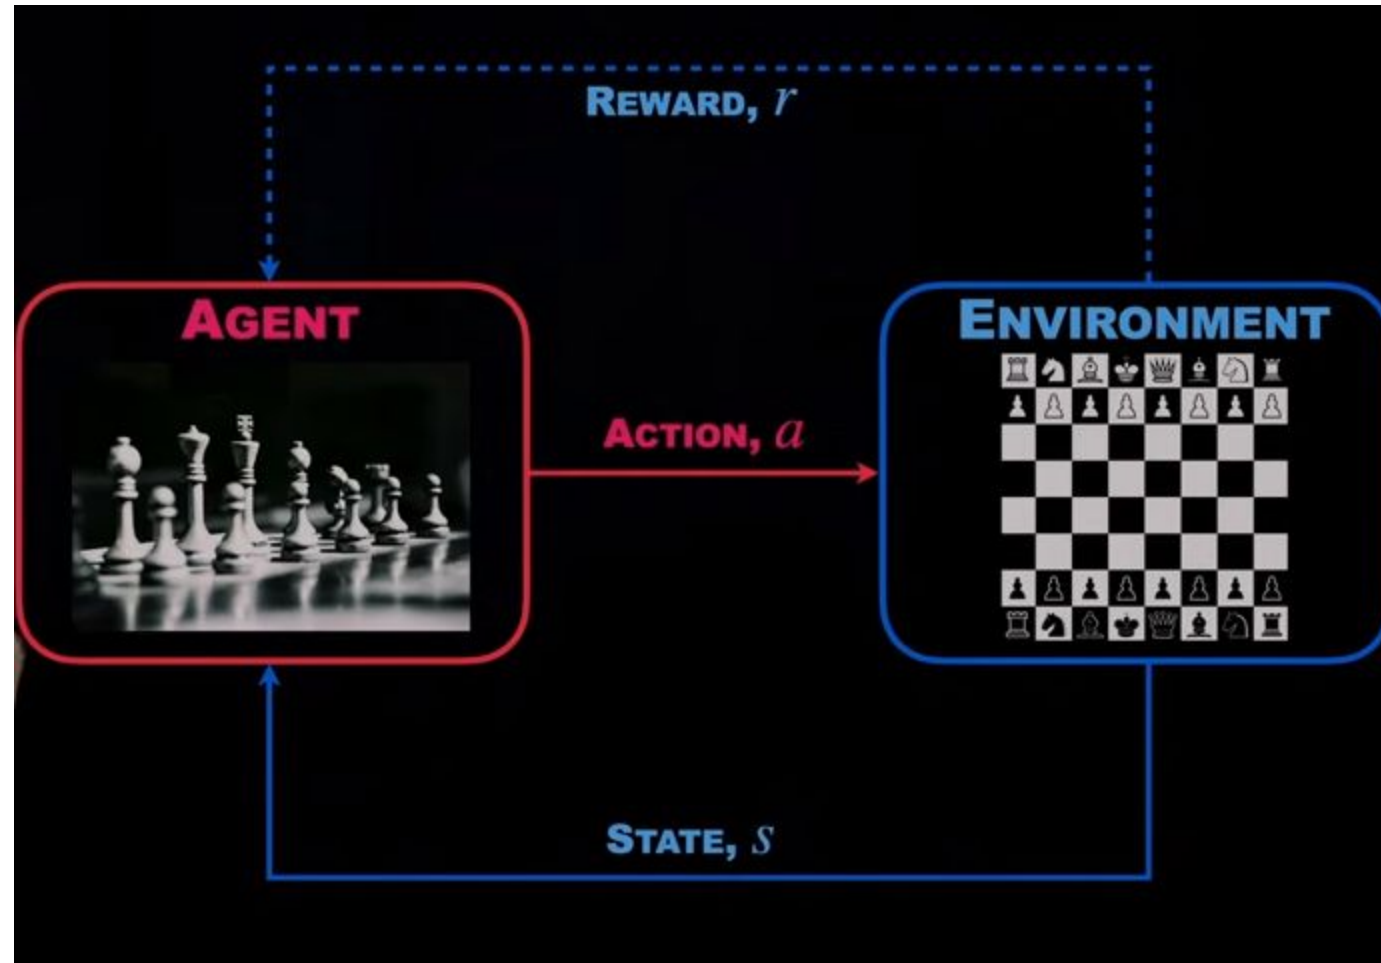 REWARD, r
AGENT
ENVIRONMENT
ACTION, a
STATE, s